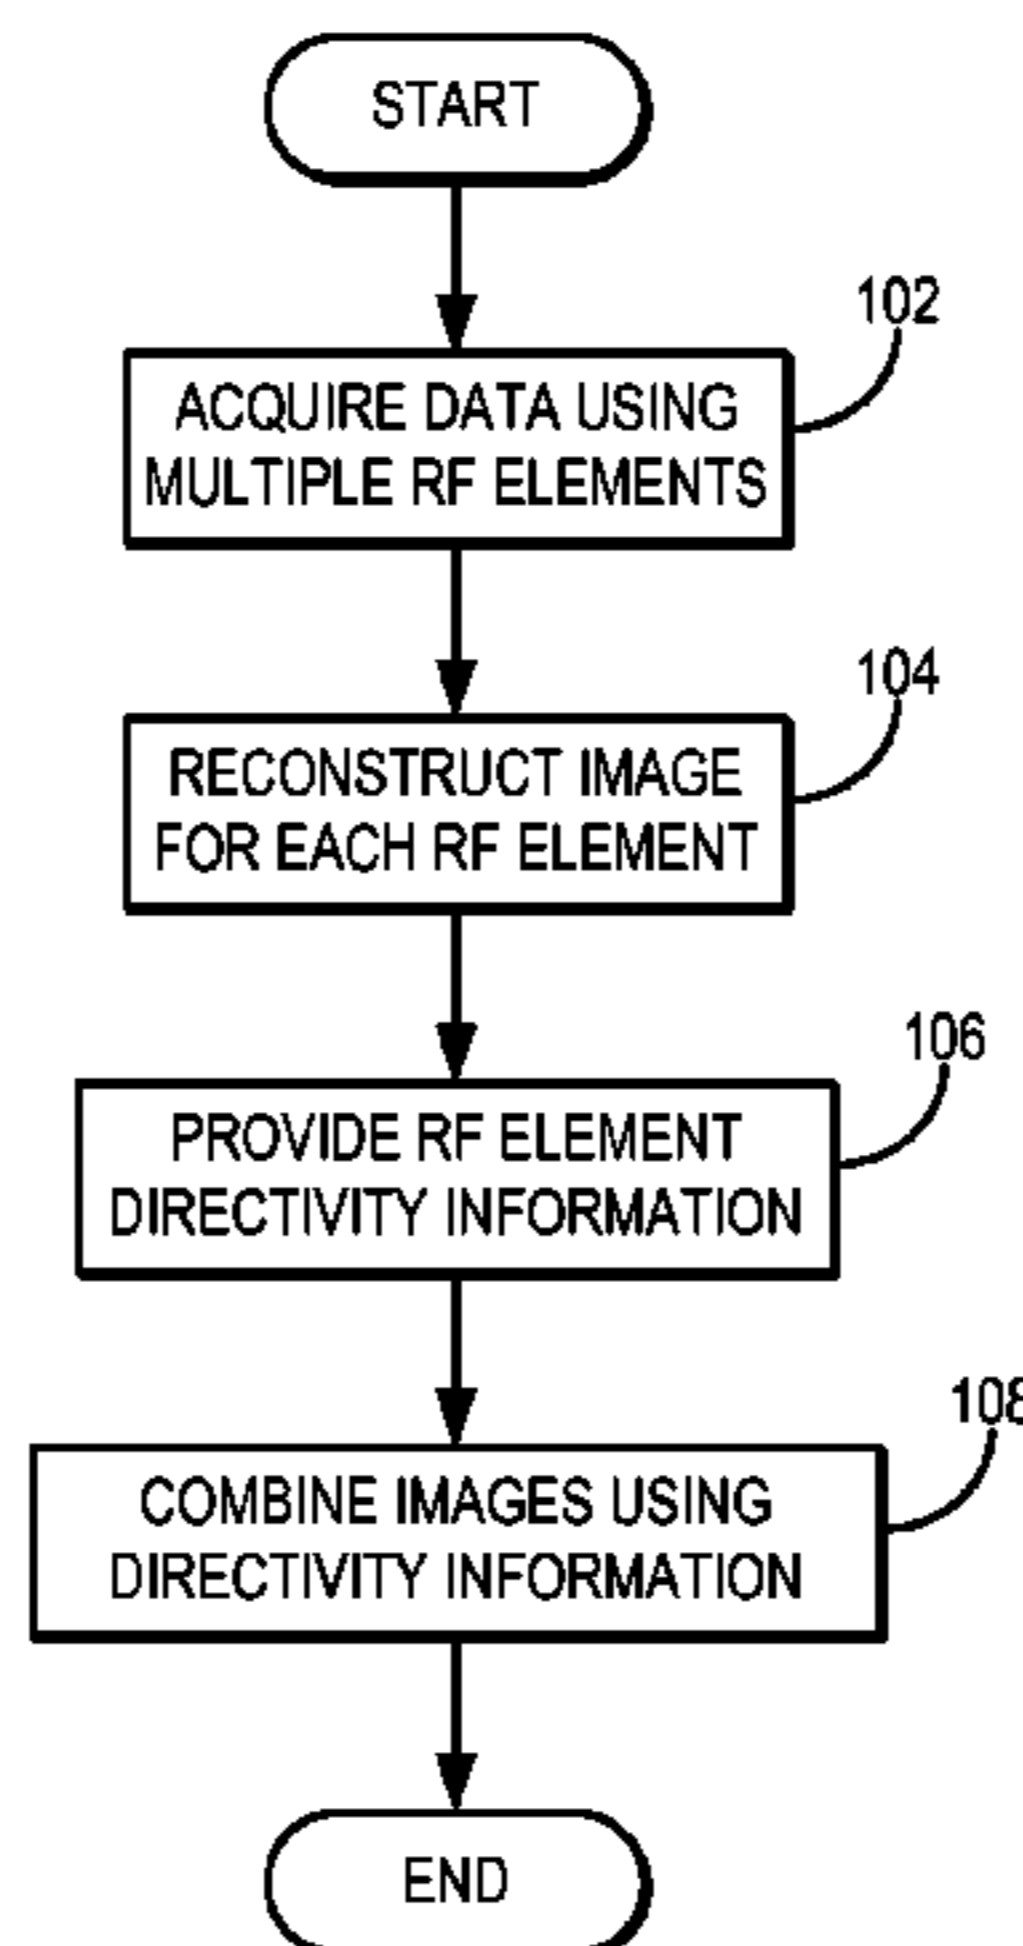 START
102
ACQUIRE DATA USING
MULTIPLE RF ELEMENTS
104
RECONSTRUCT IMAGE
FOR EACH RF ELEMENT
106
PROVIDE RF ELEMENT
DIRECTIVITY INFORMATION
108
COMBINE IMAGES USING
DIRECTIVITY INFORMATION
END